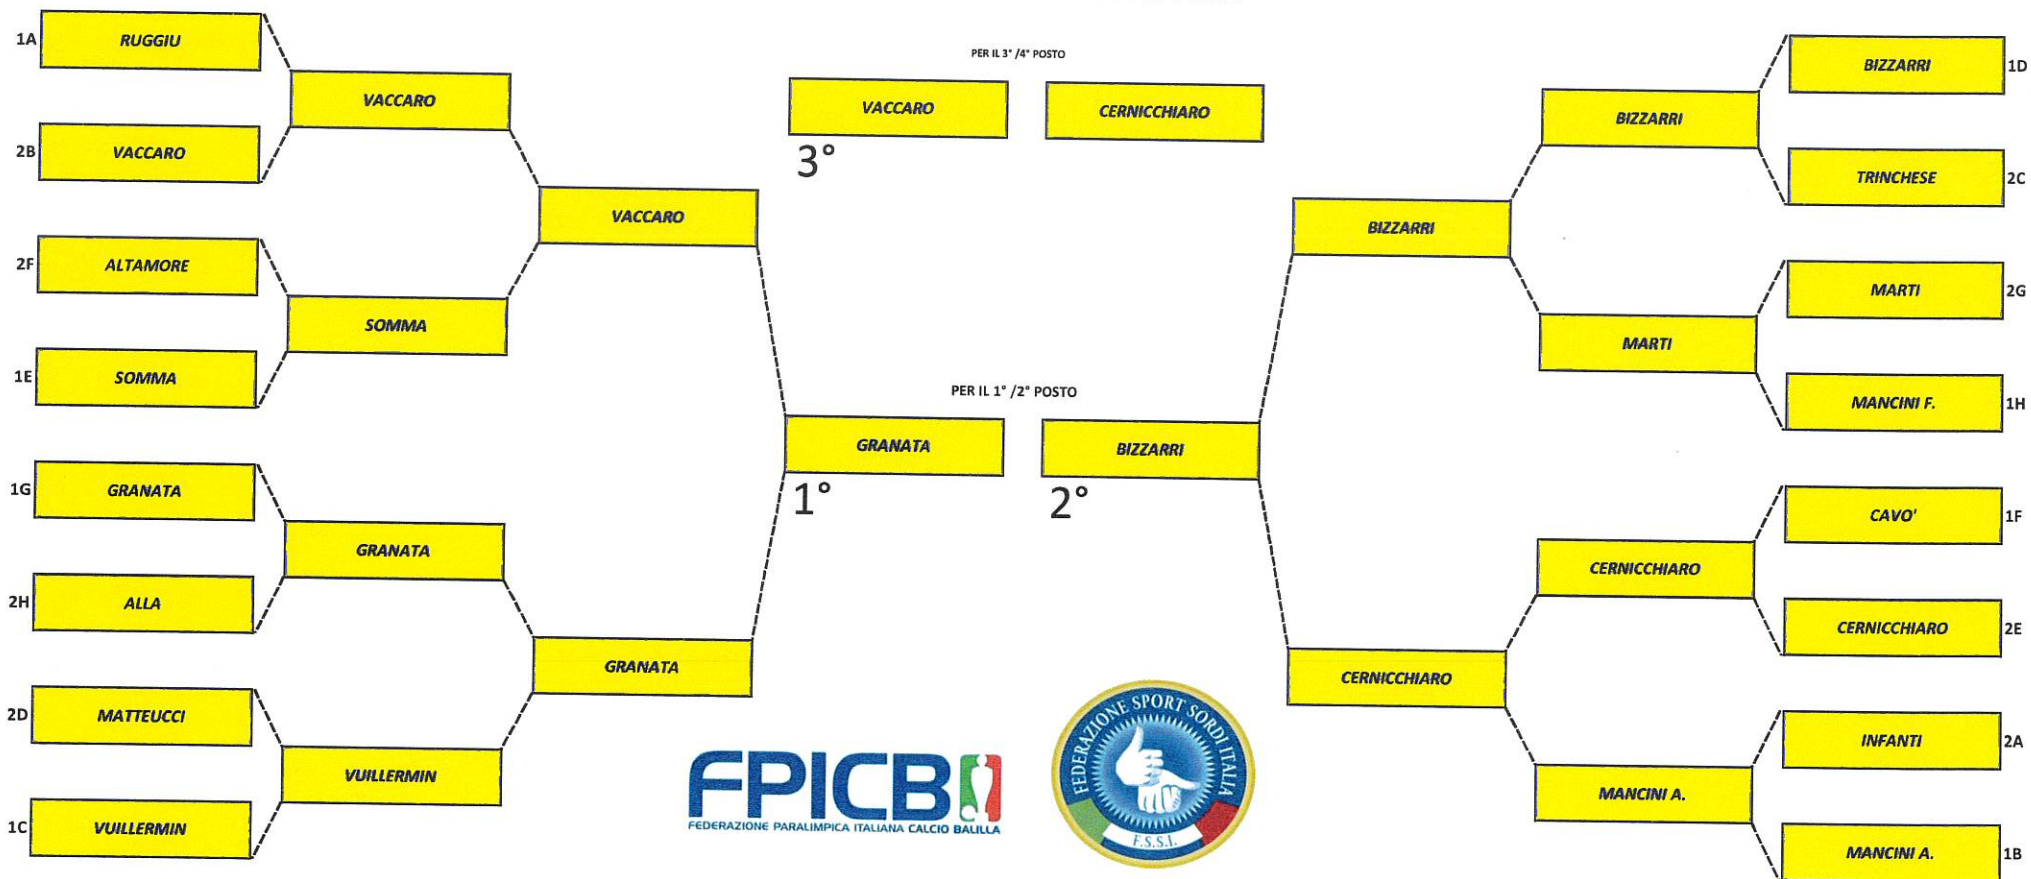 1A
RUGGIU
2B
VACCARO
2F
ALTAMORE
1E
SOMMA
1G
GRANATA
2H
ALLA
2D
MATTEUCCI
1C
VUILLERMIN
VACCARO
SOMMA
GRANATA
VUILLERMIN
VACCARO
GRANATA
PER IL 3° /4° POSTO
VACCARO
CERNICCHIARO
3°
PER IL 1° /2° POSTO
GRANATA
BIZZARRI
1°
2°
FPICB
FEDERAZIONE PARALIMPICA ITALIANA CALCIO BALILLA
FEDERAZIONE SPORT SORDI ITALIA
F.S.S.I.
BIZZARRI
CERNICCHIARO
BIZZARRI
MARTI
CERNICCHIARO
MANCINI A.
BIZZARRI
1D
TRINCHESE
2C
MARTI
2G
MANCINI F.
1H
CAVO'
1F
CERNICCHIARO
2E
INFANTI
2A
MANCINI A.
1B